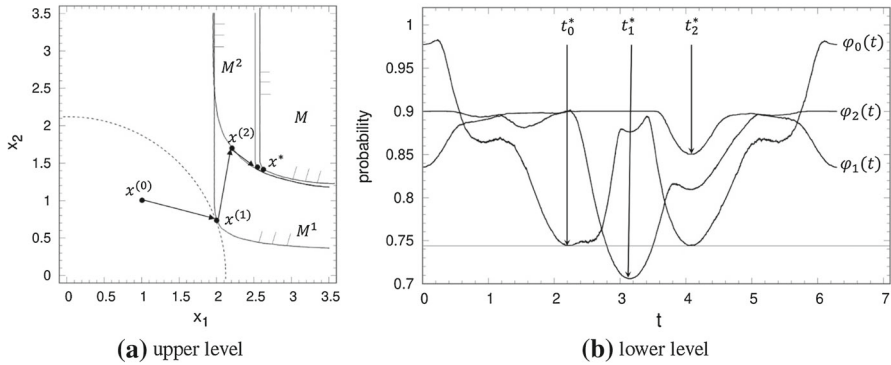 3.5
3
2.5
2
1.5
1
0.5
0
x₂
0 0.5 1 1.5 2 2.5 3 3.5
x₁
M²
M
x⁽²⁾
x*
x⁽⁰⁾
x⁽¹⁾
M¹
(a) upper level
1
0.95
0.9
0.85
0.8
0.75
0.7
probability
0 1 2 3 4 5 6 7
t
t₀* t₁* t₂*
φ₀(t)
φ₂(t)
φ₁(t)
(b) lower level